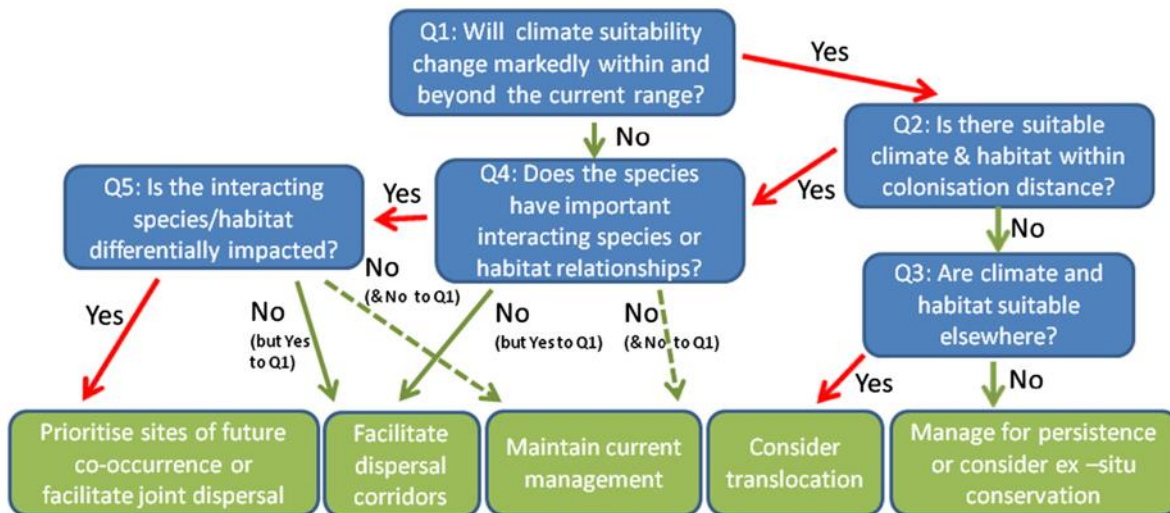 Q1: Will climate suitability
change markedly within and
beyond the current range?
Yes
No
Q2: Is there suitable
climate & habitat within
colonisation distance?
Yes
No
Q5: Is the interacting
species/habitat
differentially impacted?
Yes
Q4: Does the species
have important
interacting species or
habitat relationships?
Q3: Are climate and
habitat suitable
elsewhere?
Yes
No
(but Yes
to Q1)
No
(& No to Q1)
No
(but Yes to Q1)
No
(& No to Q1)
Yes
No
Prioritise sites of future
co-occurrence or
facilitate joint dispersal
Facilitate
dispersal
corridors
Maintain current
management
Consider
translocation
Manage for persistence
or consider ex –situ
conservation